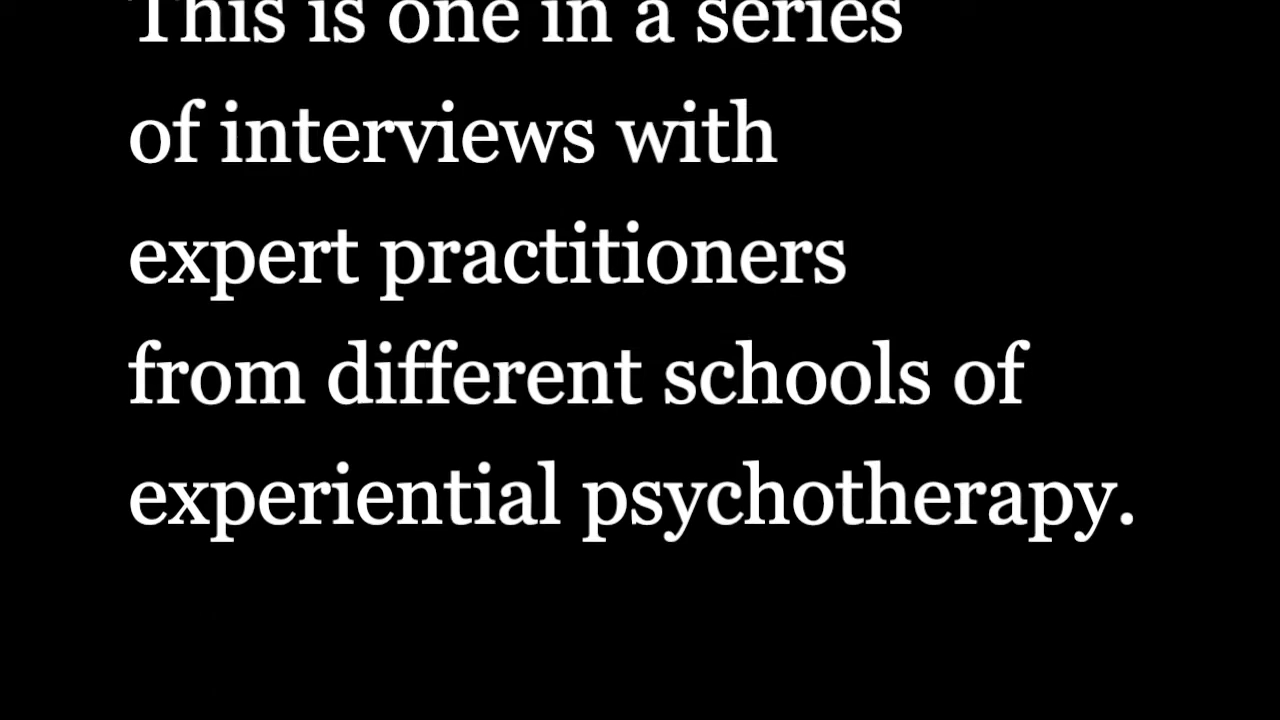 This is one in a series
of interviews with
expert practitioners
from different schools of
experiential psychotherapy.